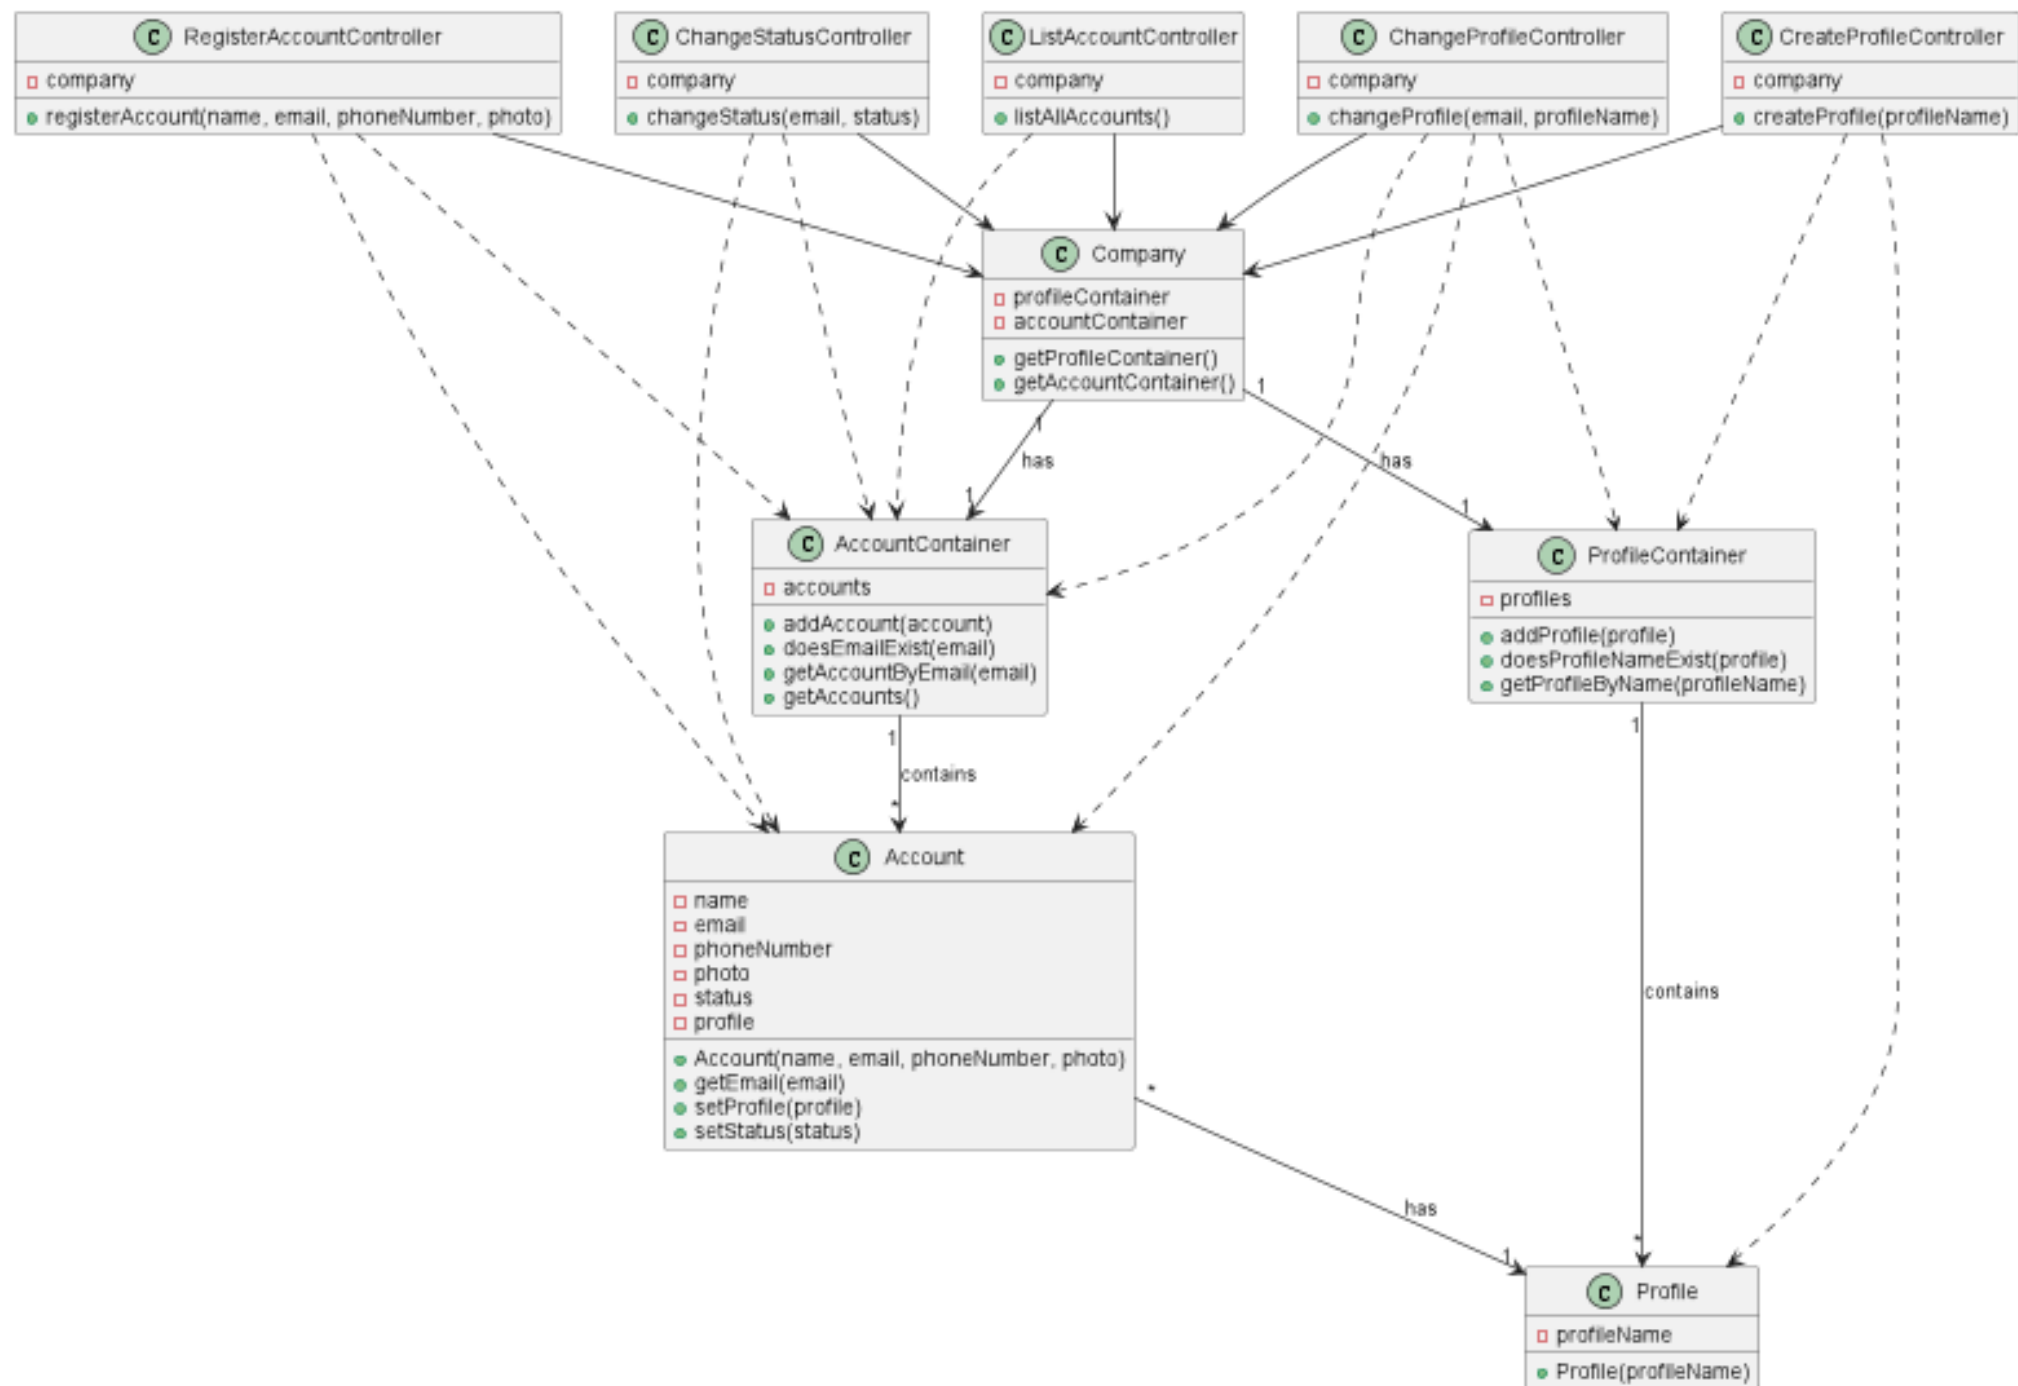 C RegisterAccountController
company
registerAccount(name, email, phoneNumber, photo)
C ChangeStatusController
company
changeStatus(email, status)
C ListAccountController
company
listAllAccounts()
C ChangeProfileController
company
changeProfile(email, profileName)
C CreateProfileController
company
createProfile(profileName)
C Company
profileContainer
accountContainer
getProfileContainer()
getAccountContainer()
1
1
has
has
1
1
C AccountContainer
accounts
addAccount(account)
doesEmailExist(email)
getAccountByEmail(email)
getAccounts()
C ProfileContainer
profiles
addProfile(profile)
doesProfileNameExist(profile)
getProfileByName(profileName)
1
contains
*
1
contains
*
C Account
name
email
phoneNumber
photo
status
profile
Account(name, email, phoneNumber, photo)
getEmail(email)
setProfile(profile)
setStatus(status)
*
has
1
C Profile
profileName
Profile(profileName)